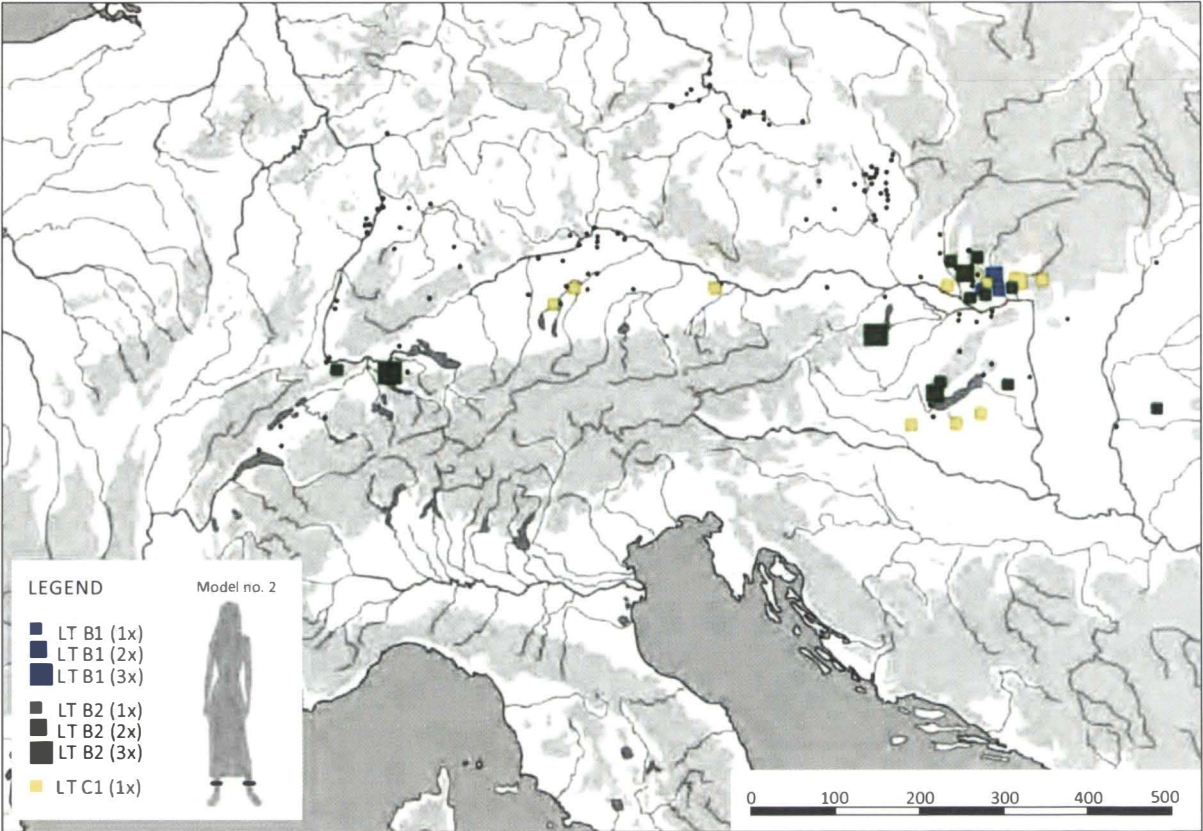 LEGEND
Model no. 2
LT B1 (1x)
LT B1 (2x)
LT B1 (3x)
LT B2 (1x)
LT B2 (2x)
LT B2 (3x)
LT C1 (1x)
0 100 200 300 400 500